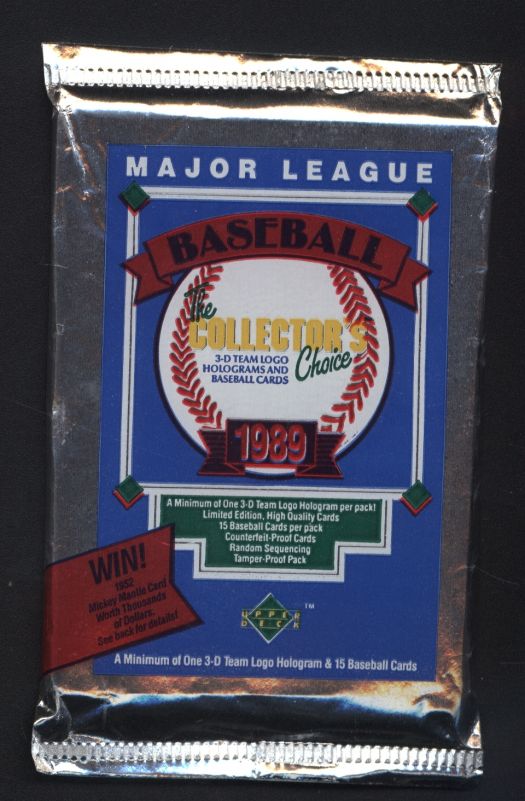 MAJOR LEAGUE
BASEBALL
The
COLLECTOR'S
Choice
3-D TEAM LOGO
HOLOGRAMS AND
BASEBALL CARDS
1989
A Minimum of One 3-D Team Logo Hologram per pack!
Limited Edition, High Quality Cards
15 Baseball Cards per pack
Counterfeit-Proof Cards
Random Sequencing
Tamper-Proof Pack
WIN!
1952
Mickey Mantle Card
Worth Thousands
of Dollars.
See back for details!
UPPER
DECK
TM
A Minimum of One 3-D Team Logo Hologram & 15 Baseball Cards